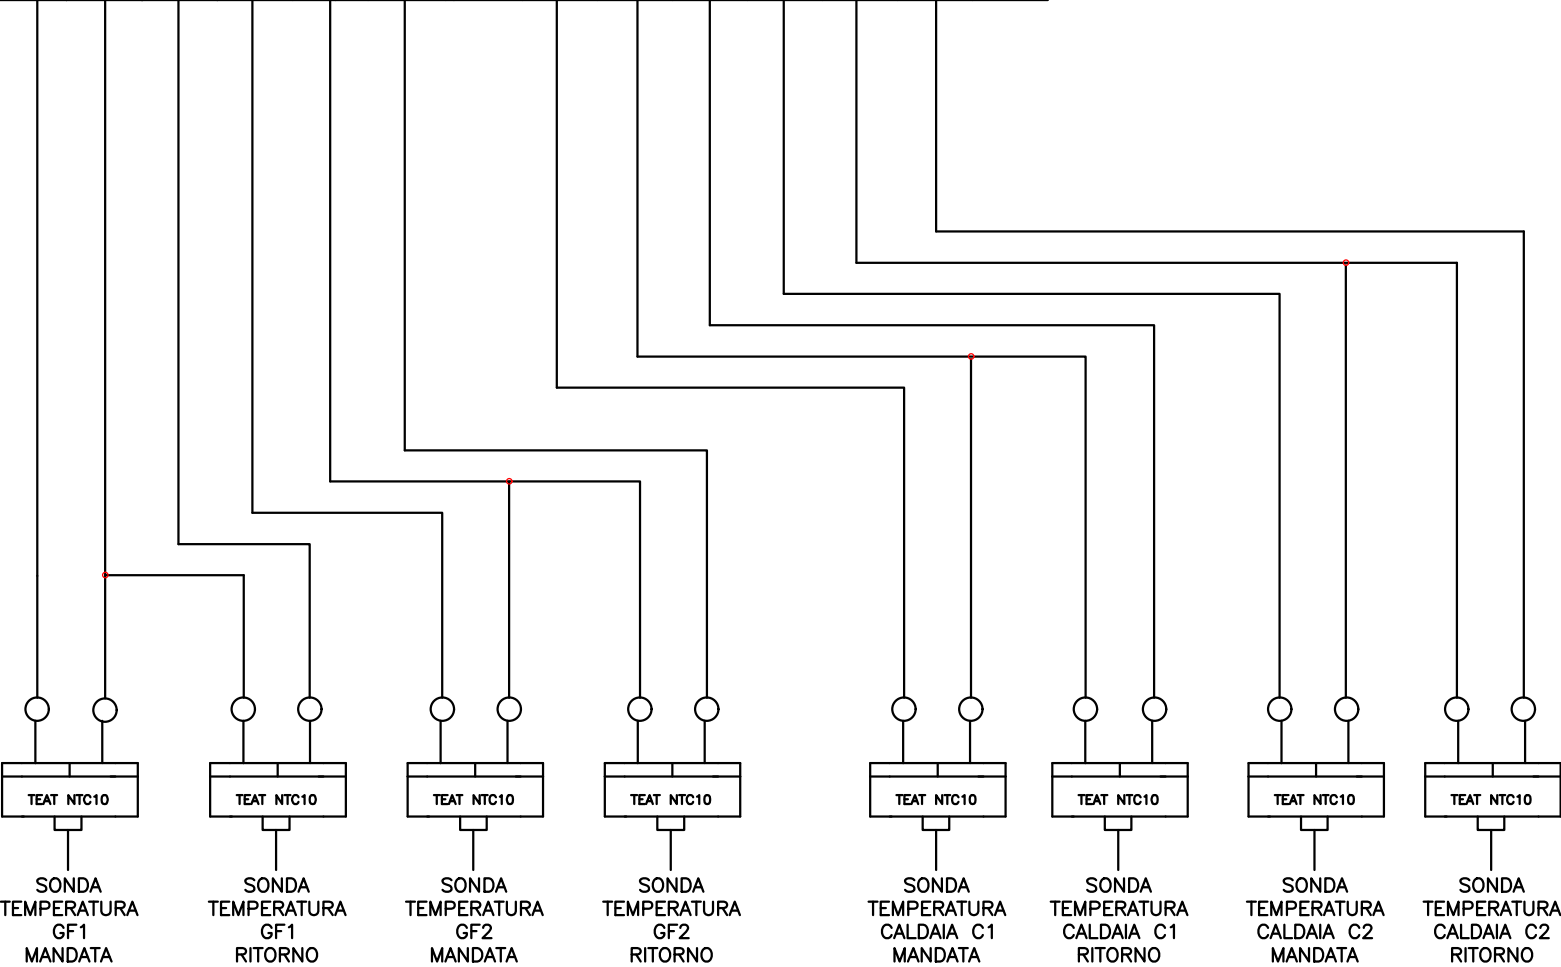 TEAT NTC10
SONDA
TEMPERATURA
GF1
MANDATA
TEAT NTC10
SONDA
TEMPERATURA
GF1
RITORNO
TEAT NTC10
SONDA
TEMPERATURA
GF2
MANDATA
TEAT NTC10
SONDA
TEMPERATURA
GF2
RITORNO
TEAT NTC10
SONDA
TEMPERATURA
CALDAIA C1
MANDATA
TEAT NTC10
SONDA
TEMPERATURA
CALDAIA C1
RITORNO
TEAT NTC10
SONDA
TEMPERATURA
CALDAIA C2
MANDATA
TEAT NTC10
SONDA
TEMPERATURA
CALDAIA C2
RITORNO